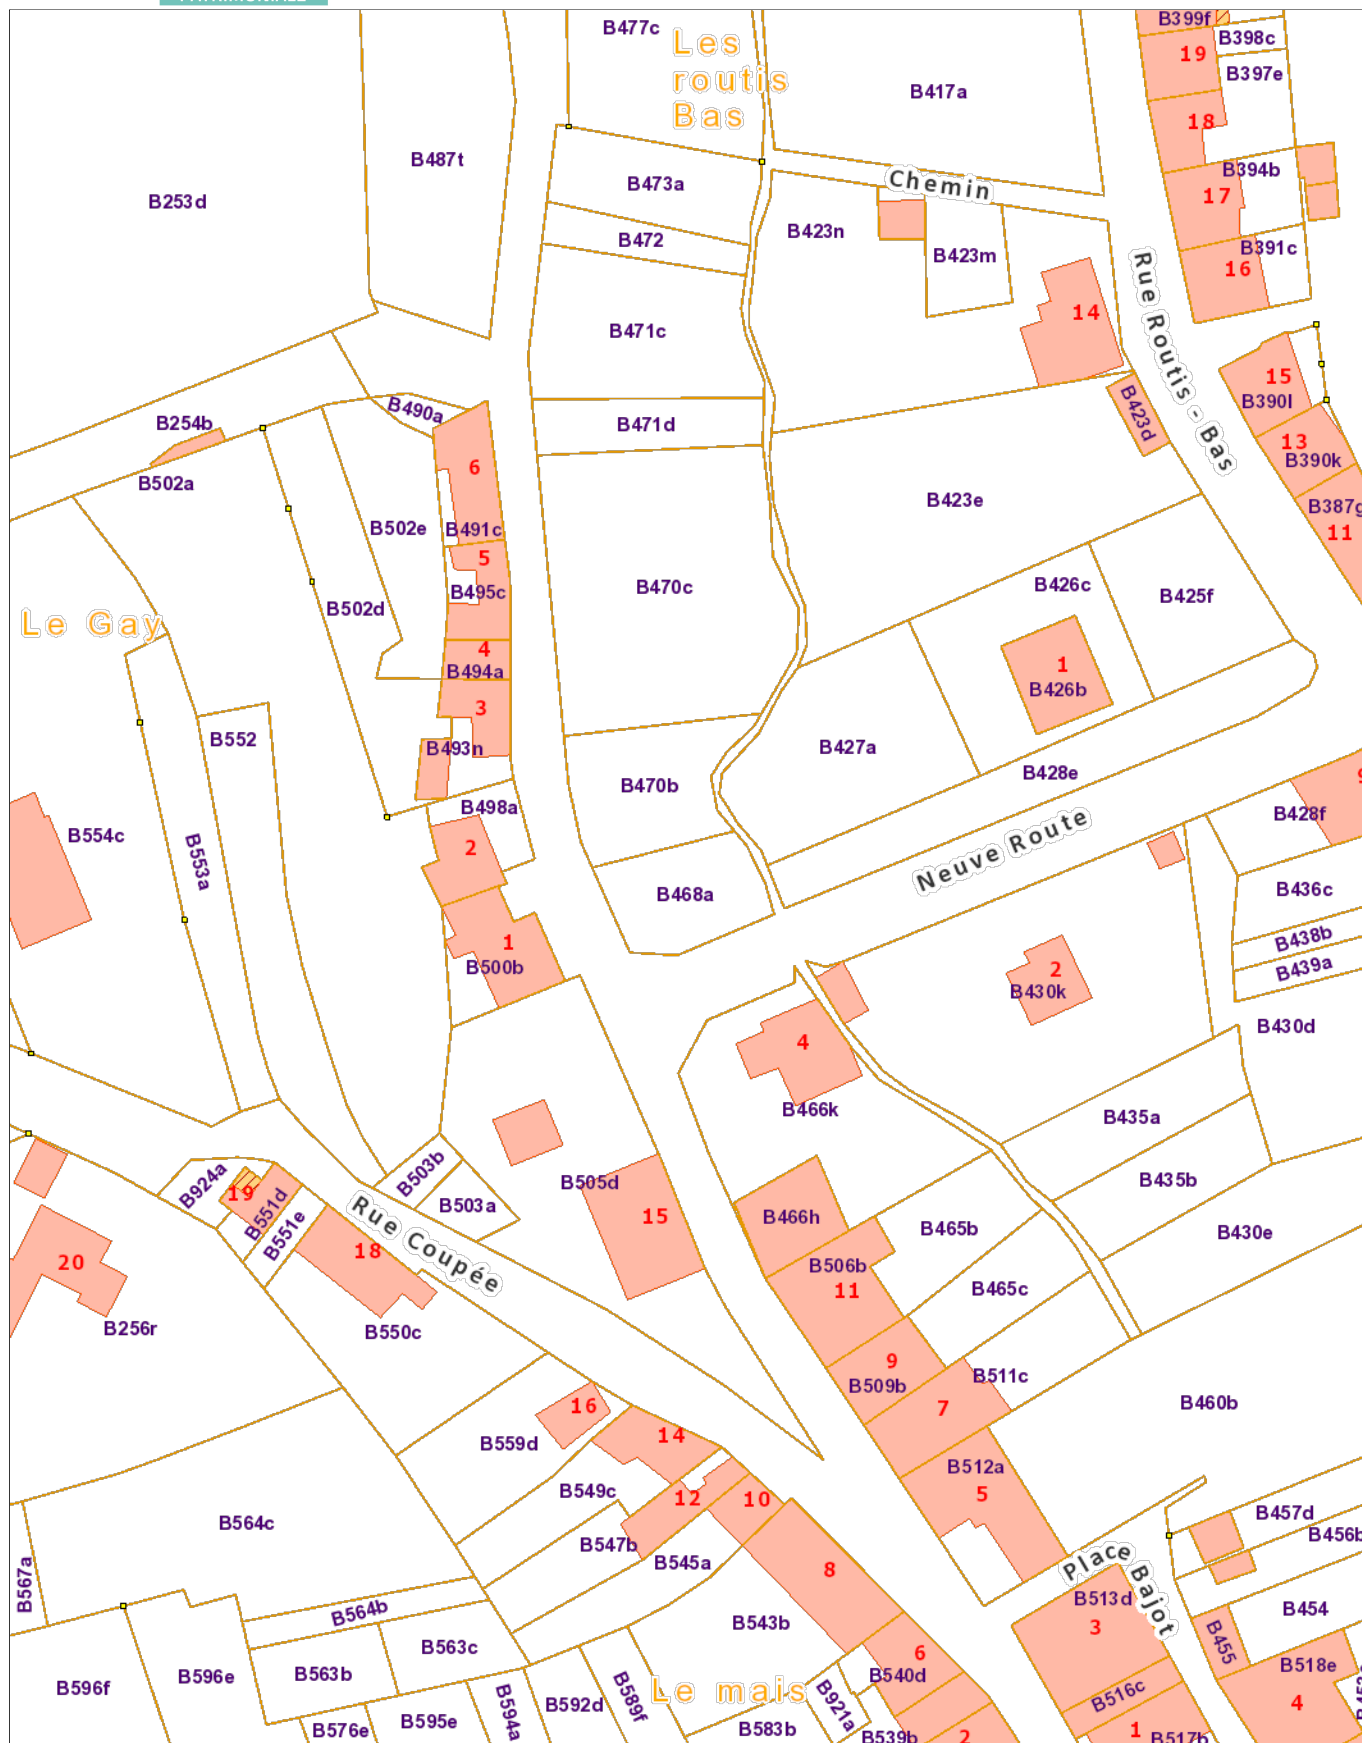 B477c
Les
routis
Bas
B399f
B398c
19
B397e
B417a
18
B487t
B473a
Chemin
B394b
17
B253d
B423n
B472
B423m
B391c
16
Rue Routis - Bas
14
B471c
15
B390l
B490a
B254b
B471d
B423d
13
B390k
6
B502a
B423e
B387g
11
B502e
B491c
5
B495c
B470c
B426c
B425f
B502d
Le Gay
4
B494a
1
B426b
3
B552
B493n
B427a
B428e
B470b
B498a
B428f
Neuve Route
B554c
2
B553a
B436c
B468a
B438b
1
B500b
B439a
2
B430k
B430d
4
B466k
B435a
B503b
B435b
B924a
19
B551d
B505d
B503a
15
B466h
B465b
B551e
Rue Coupée
18
B430e
20
B506b
11
B465c
B256r
B550c
9
B509b
B511c
7
B460b
16
14
B559d
B512a
5
B549c
12
10
B564c
B457d
B456b
B547b
B545a
8
Place Bajot
B567a
B564b
B513d
3
B543b
B454
B563c
B455
B563b
6
B596e
B540d
B518e
B596f
Le mais
B589f
B516c
4
B594a
B592d
B921a
B595e
B576e
B583b
B539b
2
1
B517b